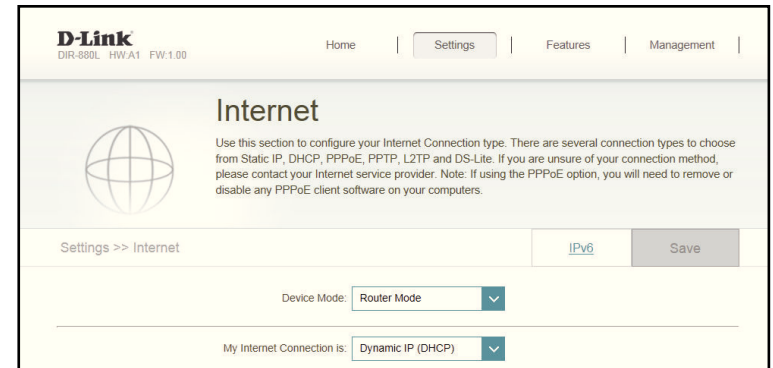 D-Link
DIR-880L HW:A1 FW:1.00
Home | Settings | Features | Management |
Internet
Use this section to configure your Internet Connection type. There are several connection types to choose
from Static IP, DHCP, PPPoE, PPTP, L2TP and DS-Lite. If you are unsure of your connection method,
please contact your Internet service provider. Note: If using the PPPoE option, you will need to remove or
disable any PPPoE client software on your computers.
Settings >> Internet IPv6 Save
Device Mode: Router Mode
My Internet Connection is: Dynamic IP (DHCP)